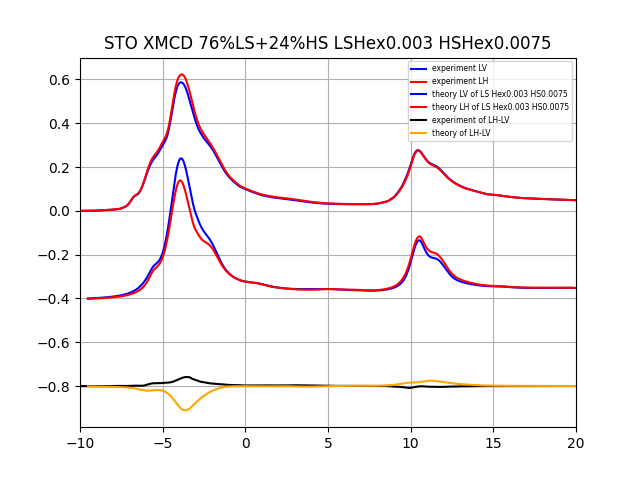 STO XMCD 76%LS+24%HS LSHex0.003 HSHex0.0075
experiment LV
experiment LH
theory LV of LS Hex0.003 HS0.0075
theory LH of LS Hex0.003 HS0.0075
experiment of LH-LV
theory of LH-LV
0.6
0.4
0.2
0.0
−0.2
−0.4
−0.6
−0.8
−10 −5 0 5 10 15 20